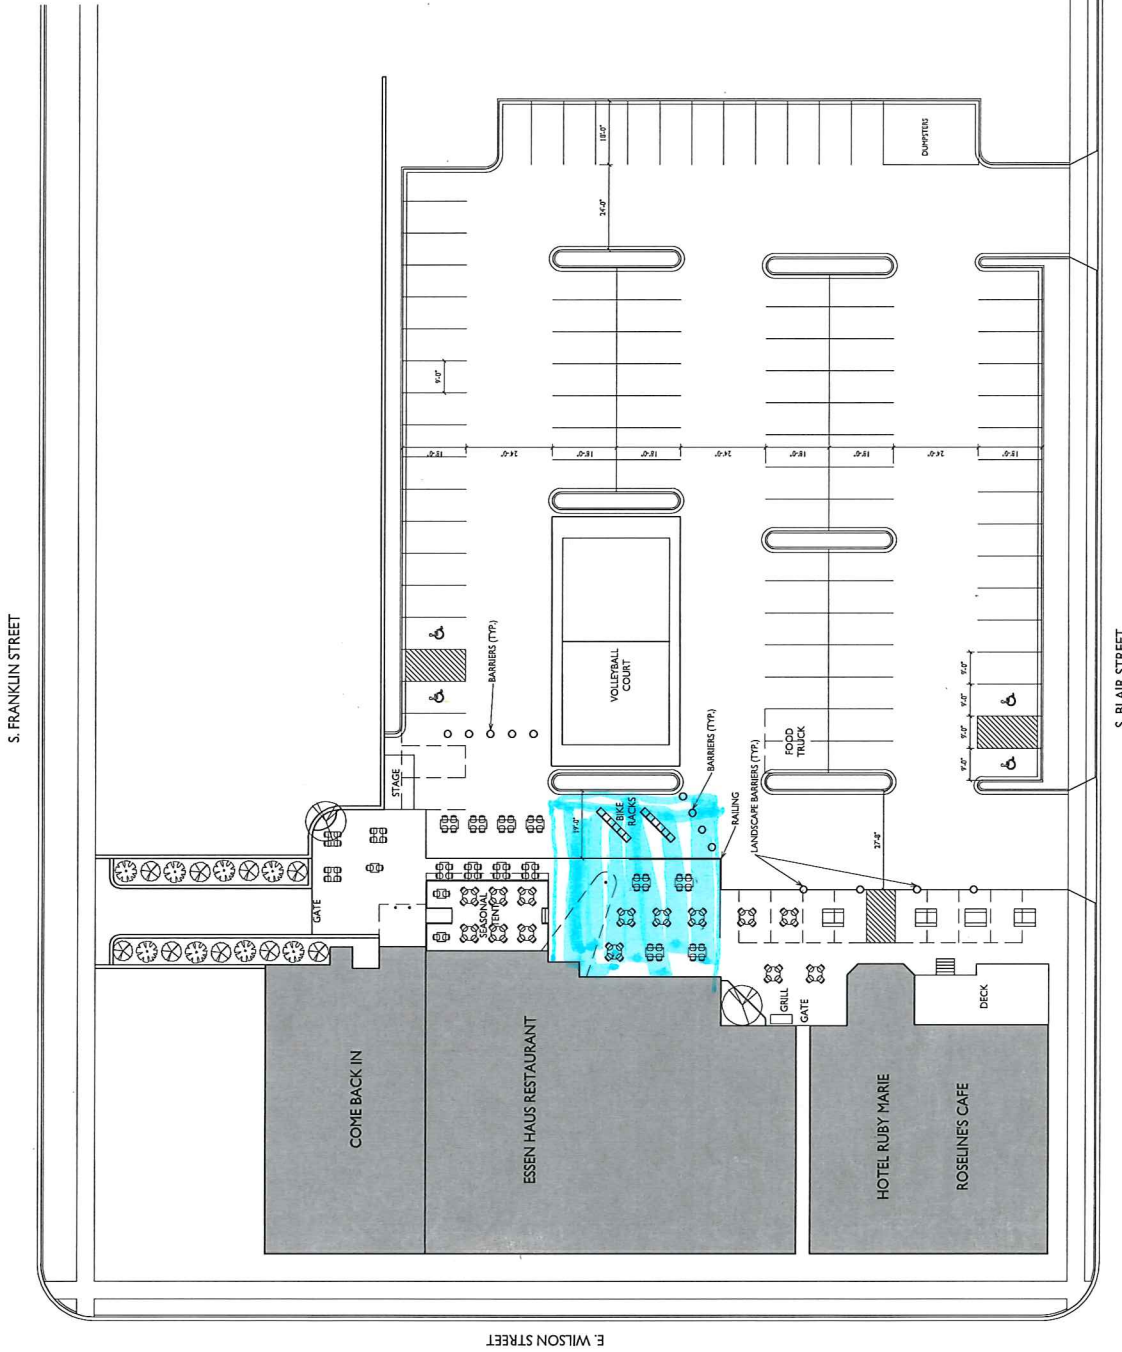 S. FRANKLIN STREET
S. BLAIR STREET
E. WILSON STREET
18'-0"
24'-0"
DUMPSTERS
9'-0"
18'-0"
24'-0"
18'-0"
18'-0"
24'-0"
18'-0"
18'-0"
24'-0"
18'-0"
BARRIERS (TYP.)
VOLLEYBALL
COURT
STAGE
FOOD
TRUCK
9'-0"
9'-0"
9'-0"
9'-0"
BARRIERS (TYP.)
BIKE
RACKS
19'-0"
RAILING
LANDSCAPE BARRIERS (TYP.)
27'-8"
GATE
SEASONAL
TENT
GRILL
GATE
DECK
COME BACK IN
ESSEN HAUS RESTAURANT
HOTEL RUBY MARIE
ROSELINE'S CAFE